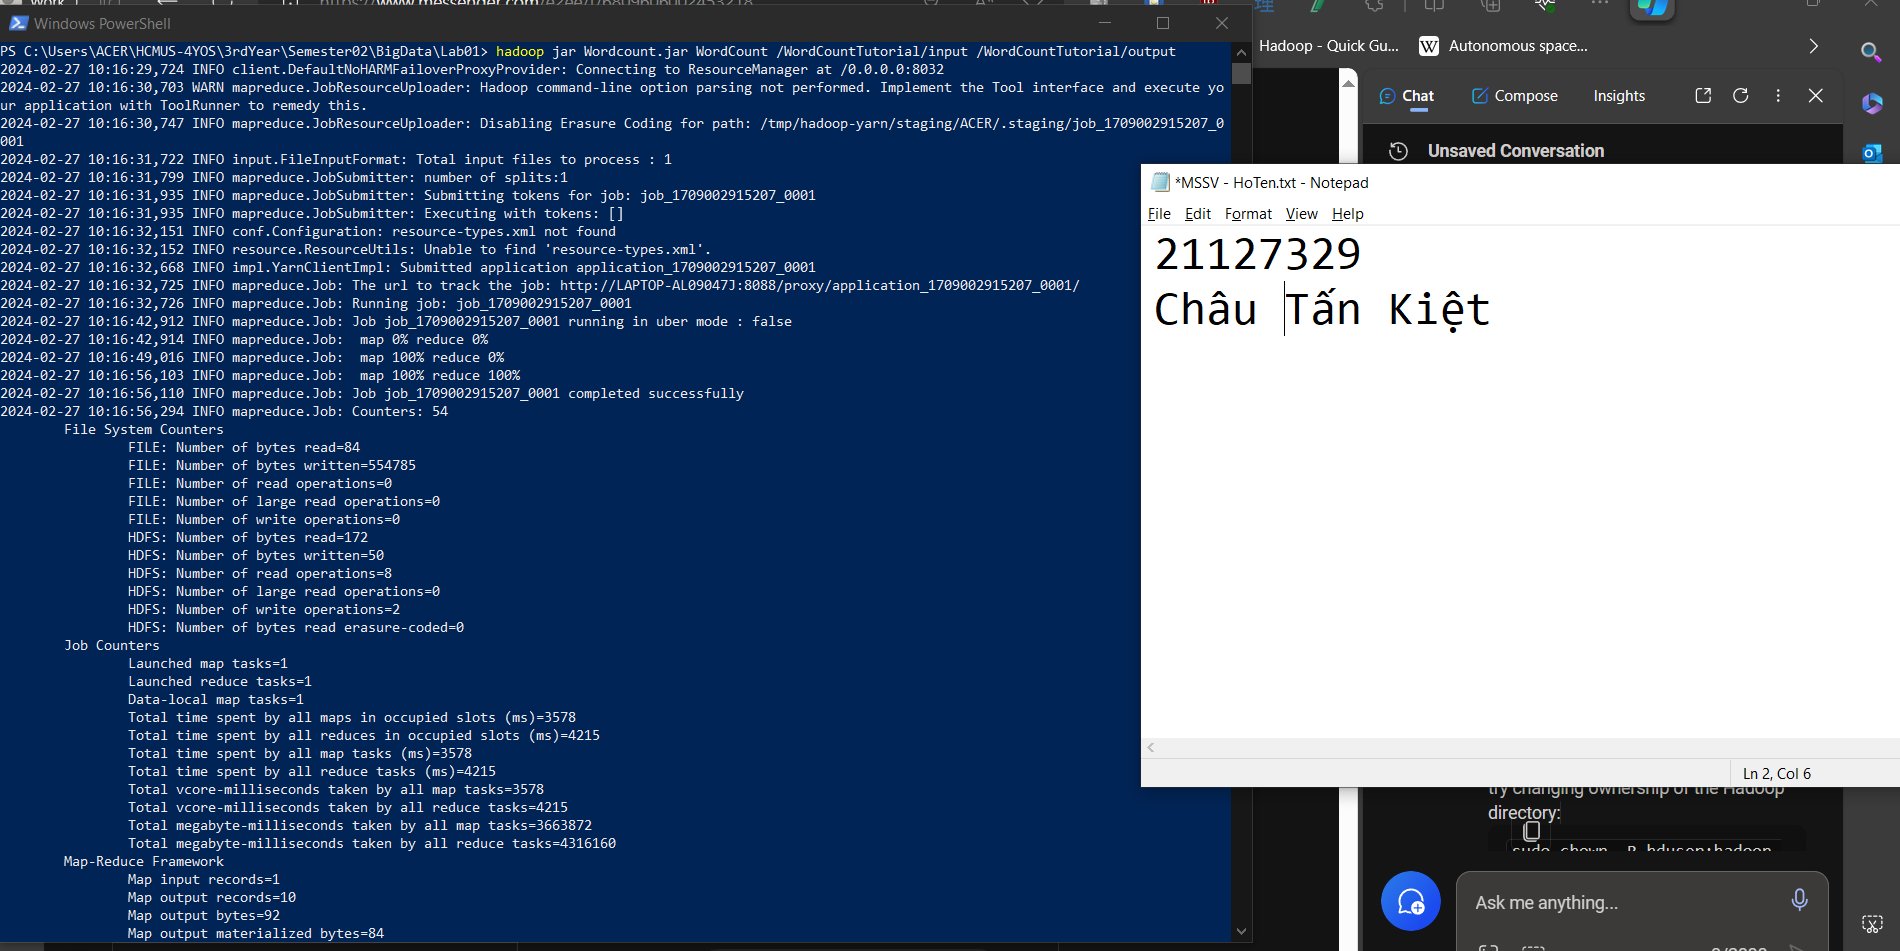 Windows PowerShell
PS C:\Users\ACER\HCMUS-4YOS\3rdYear\Semester02\BigData\Lab01> hadoop jar Wordcount.jar WordCount /WordCountTutorial/input /WordCountTutorial/output
2024-02-27 10:16:29,724 INFO client.DefaultNoHARMFailoverProxyProvider: Connecting to ResourceManager at /0.0.0.0:8032
2024-02-27 10:16:30,703 WARN mapreduce.JobResourceUploader: Hadoop command-line option parsing not performed. Implement the Tool interface and execute yo
ur application with ToolRunner to remedy this.
2024-02-27 10:16:30,747 INFO mapreduce.JobResourceUploader: Disabling Erasure Coding for path: /tmp/hadoop-yarn/staging/ACER/.staging/job_1709002915207_0
001
2024-02-27 10:16:31,722 INFO input.FileInputFormat: Total input files to process : 1
2024-02-27 10:16:31,799 INFO mapreduce.JobSubmitter: number of splits:1
2024-02-27 10:16:31,935 INFO mapreduce.JobSubmitter: Submitting tokens for job: job_1709002915207_0001
2024-02-27 10:16:31,935 INFO mapreduce.JobSubmitter: Executing with tokens: []
2024-02-27 10:16:32,151 INFO conf.Configuration: resource-types.xml not found
2024-02-27 10:16:32,152 INFO resource.ResourceUtils: Unable to find 'resource-types.xml'.
2024-02-27 10:16:32,668 INFO impl.YarnClientImpl: Submitted application application_1709002915207_0001
2024-02-27 10:16:32,725 INFO mapreduce.Job: The url to track the job: http://LAPTOP-AL09047J:8088/proxy/application_1709002915207_0001/
2024-02-27 10:16:32,726 INFO mapreduce.Job: Running job: job_1709002915207_0001
2024-02-27 10:16:42,912 INFO mapreduce.Job: Job job_1709002915207_0001 running in uber mode : false
2024-02-27 10:16:42,914 INFO mapreduce.Job:  map 0% reduce 0%
2024-02-27 10:16:49,016 INFO mapreduce.Job:  map 100% reduce 0%
2024-02-27 10:16:56,103 INFO mapreduce.Job:  map 100% reduce 100%
2024-02-27 10:16:56,110 INFO mapreduce.Job: Job job_1709002915207_0001 completed successfully
2024-02-27 10:16:56,294 INFO mapreduce.Job: Counters: 54
File System Counters
FILE: Number of bytes read=84
FILE: Number of bytes written=554785
FILE: Number of read operations=0
FILE: Number of large read operations=0
FILE: Number of write operations=0
HDFS: Number of bytes read=172
HDFS: Number of bytes written=50
HDFS: Number of read operations=8
HDFS: Number of large read operations=0
HDFS: Number of write operations=2
HDFS: Number of bytes read erasure-coded=0
Job Counters
Launched map tasks=1
Launched reduce tasks=1
Data-local map tasks=1
Total time spent by all maps in occupied slots (ms)=3578
Total time spent by all reduces in occupied slots (ms)=4215
Total time spent by all map tasks (ms)=3578
Total time spent by all reduce tasks (ms)=4215
Total vcore-milliseconds taken by all map tasks=3578
Total vcore-milliseconds taken by all reduce tasks=4215
Total megabyte-milliseconds taken by all map tasks=3663872
Total megabyte-milliseconds taken by all reduce tasks=4316160
Map-Reduce Framework
Map input records=1
Map output records=10
Map output bytes=92
Map output materialized bytes=84
Hadoop - Quick Gu... W Autonomous space...
Chat Compose Insights
Unsaved Conversation
*MSSV - HoTen.txt - Notepad
File Edit Format View Help
21127329
Châu Tấn Kiệt
Ln 2, Col 6
try changing ownership of the Hadoop
directory:
sudo chown -R hduser:hadoop
Ask me anything...